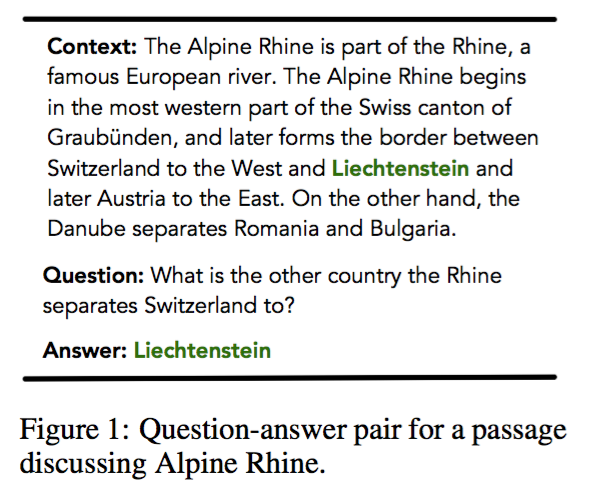 Context: The Alpine Rhine is part of the Rhine, a
famous European river. The Alpine Rhine begins
in the most western part of the Swiss canton of
Graubünden, and later forms the border between
Switzerland to the West and Liechtenstein and
later Austria to the East. On the other hand, the
Danube separates Romania and Bulgaria.
Question: What is the other country the Rhine
separates Switzerland to?
Answer: Liechtenstein
Figure 1: Question-answer pair for a passage
discussing Alpine Rhine.